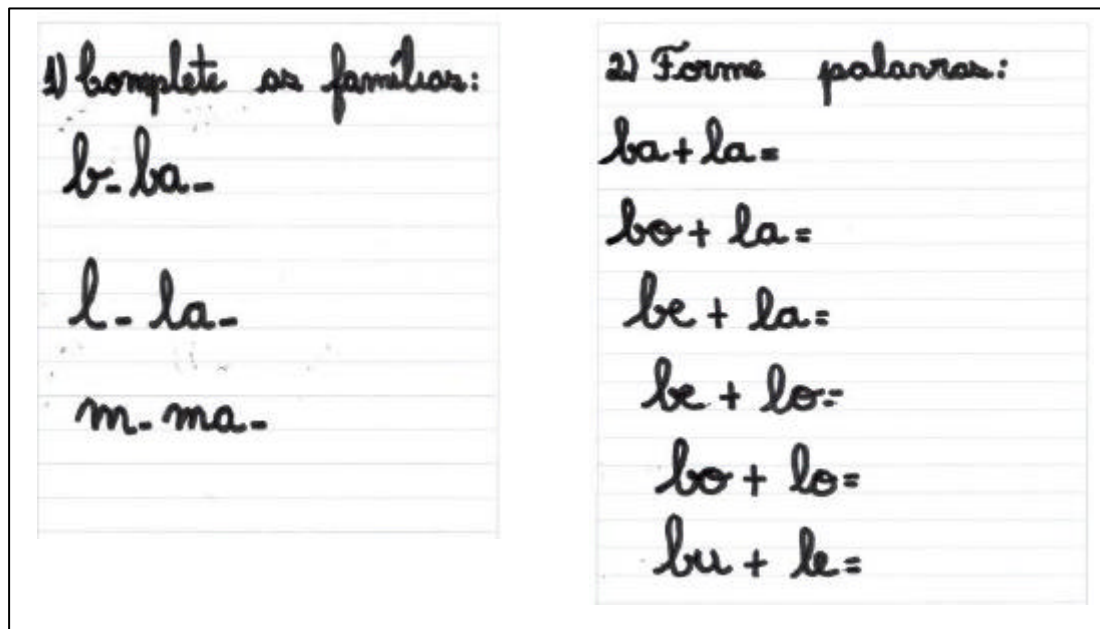 1) Complete as famílias:
b- ba-
l- la-
m- ma-
2) Forme palavras:
ba + la =
bo + la =
be + la =
be + lo =
bo + lo =
bu + le =